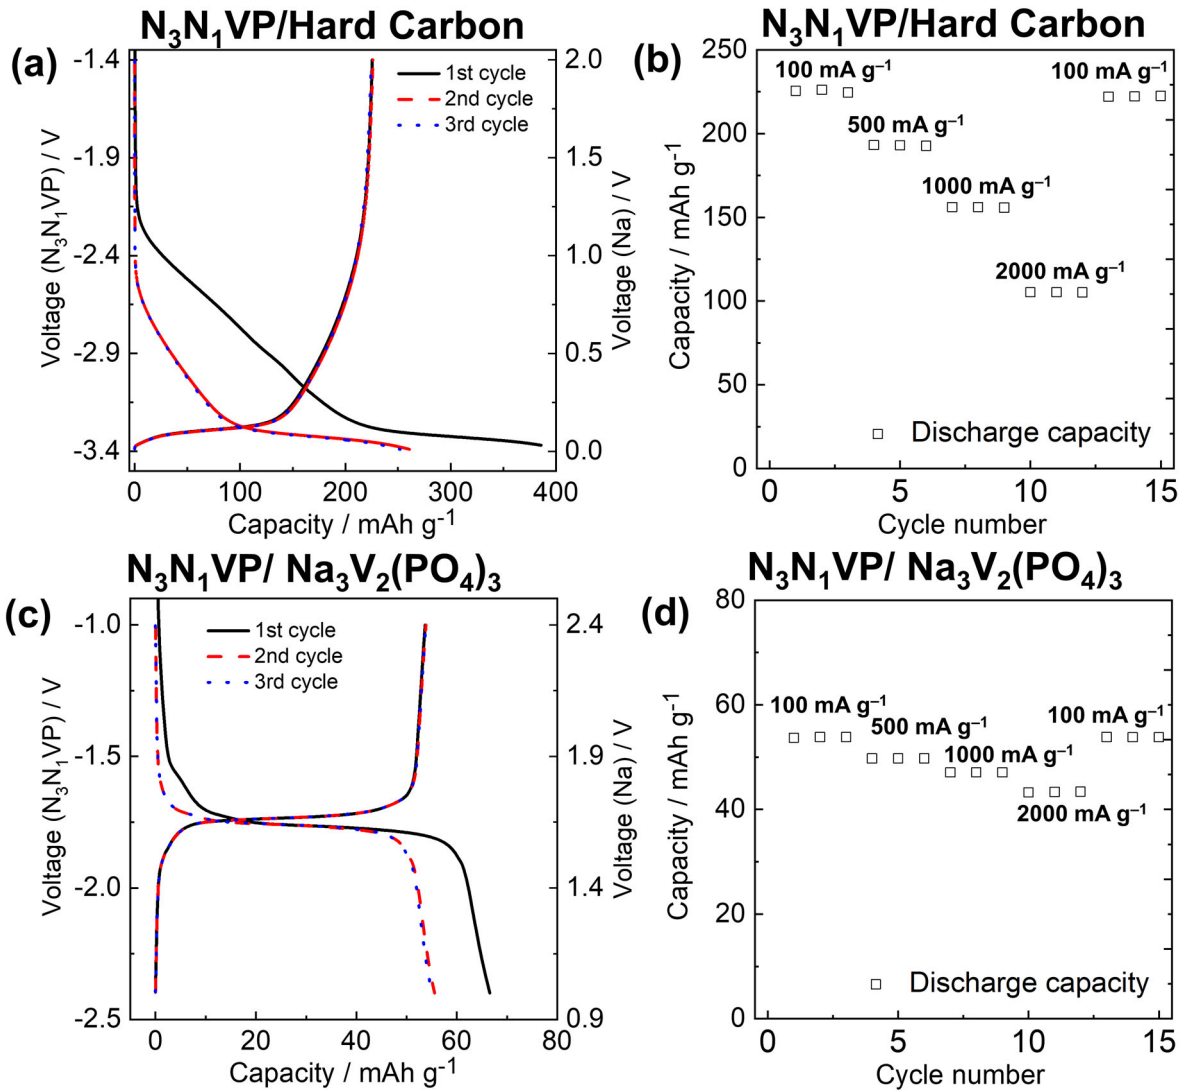 N₃N₁VP/Hard Carbon
(a)
-1.4
-1.9
-2.4
-2.9
-3.4
Voltage (N₃N₁VP) / V
1st cycle
2nd cycle
3rd cycle
2.0
1.5
1.0
0.5
0.0
Voltage (Na) / V
0 100 200 300 400
Capacity / mAh g⁻¹
N₃N₁VP/Hard Carbon
(b)
250
200
150
100
50
0
Capacity / mAh g⁻¹
100 mA g⁻¹
500 mA g⁻¹
1000 mA g⁻¹
2000 mA g⁻¹
100 mA g⁻¹
Discharge capacity
0 5 10 15
Cycle number
N₃N₁VP/ Na₃V₂(PO₄)₃
(c)
-1.0
-1.5
-2.0
-2.5
Voltage (N₃N₁VP) / V
1st cycle
2nd cycle
3rd cycle
2.4
1.9
1.4
0.9
Voltage (Na) / V
0 20 40 60 80
Capacity / mAh g⁻¹
N₃N₁VP/ Na₃V₂(PO₄)₃
(d)
80
60
40
20
0
Capacity / mAh g⁻¹
100 mA g⁻¹
500 mA g⁻¹
1000 mA g⁻¹
2000 mA g⁻¹
100 mA g⁻¹
Discharge capacity
0 5 10 15
Cycle number